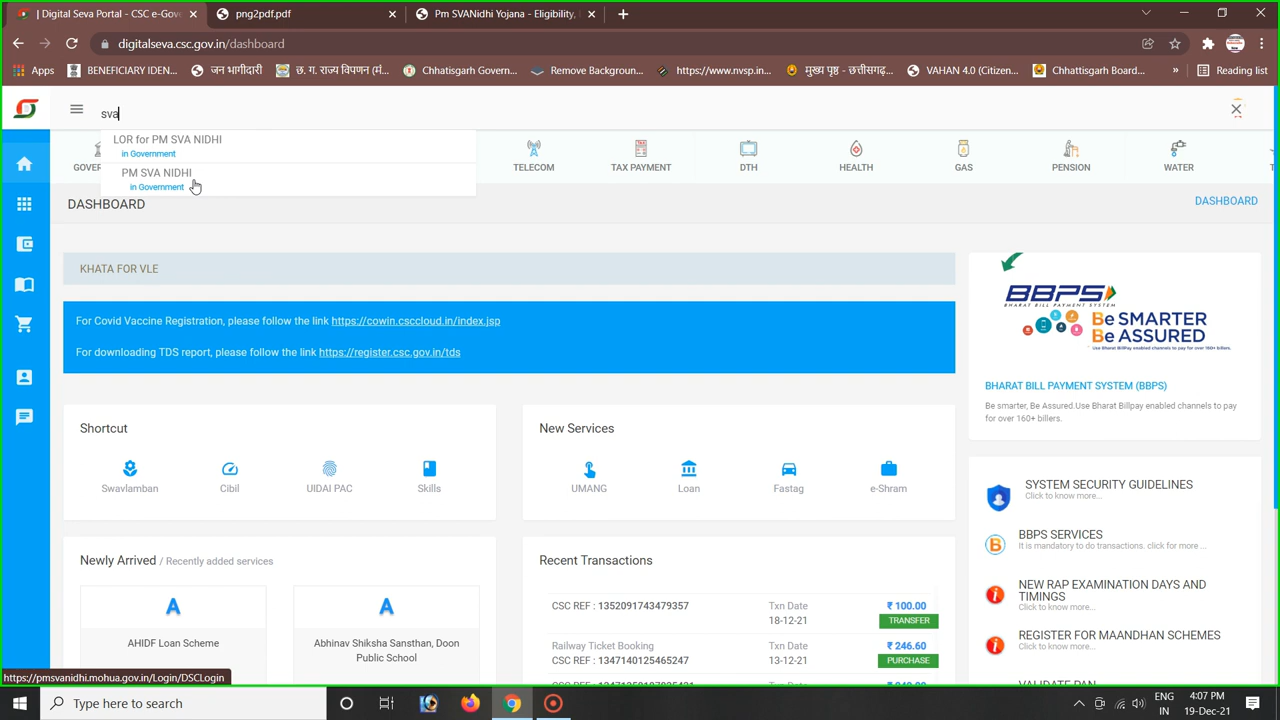 | Digital Seva Portal - CSC e-Gov
png2pdf.pdf
Pm SVANidhi Yojana - Eligibility,
digitalseva.csc.gov.in/dashboard
Apps
BENEFICIARY IDEN...
जन भागीदारी
छ. ग. राज्य विपणन (मं...
Chhatisgarh Govern...
Remove Backgroun...
https://www.nvsp.in...
मुख्य पृष्ठ - छत्तीसगढ़...
VAHAN 4.0 (Citizen...
Chhattisgarh Board...
»
Reading list
sva
LOR for PM SVA NIDHI
in Government
PM SVA NIDHI
in Government
GOVER
TELECOM
TAX PAYMENT
DTH
HEALTH
GAS
PENSION
WATER
DASHBOARD
DASHBOARD
KHATA FOR VLE
For Covid Vaccine Registration, please follow the link https://cowin.csccloud.in/index.jsp
For downloading TDS report, please follow the link https://register.csc.gov.in/tds
BBPS
BHARAT BILL PAYMENT SYSTEM
Be SMARTER
Be ASSURED
BHARAT BILL PAYMENT SYSTEM (BBPS)
Be smarter, Be Assured.Use Bharat Billpay enabled channels to pay
for over 160+ billers.
Shortcut
Swavlamban
Cibil
UIDAI PAC
Skills
New Services
UMANG
Loan
Fastag
e-Shram
SYSTEM SECURITY GUIDELINES
Click to know more...
BBPS SERVICES
It is mandatory to do transactions. click for more ...
NEW RAP EXAMINATION DAYS AND
TIMINGS
Click to know more...
REGISTER FOR MAANDHAN SCHEMES
Click to know more...
VALIDATE PAN
Newly Arrived / Recently added services
A
AHIDF Loan Scheme
A
Abhinav Shiksha Sansthan, Doon
Public School
Recent Transactions
CSC REF : 1352091743479357
Txn Date
18-12-21
₹ 100.00
TRANSFER
Railway Ticket Booking
CSC REF : 1347140125465247
Txn Date
13-12-21
₹ 246.60
PURCHASE
https://pmsvanidhi.mohua.gov.in/Login/DSCLogin
Type here to search
ENG
IN
4:07 PM
19-Dec-21